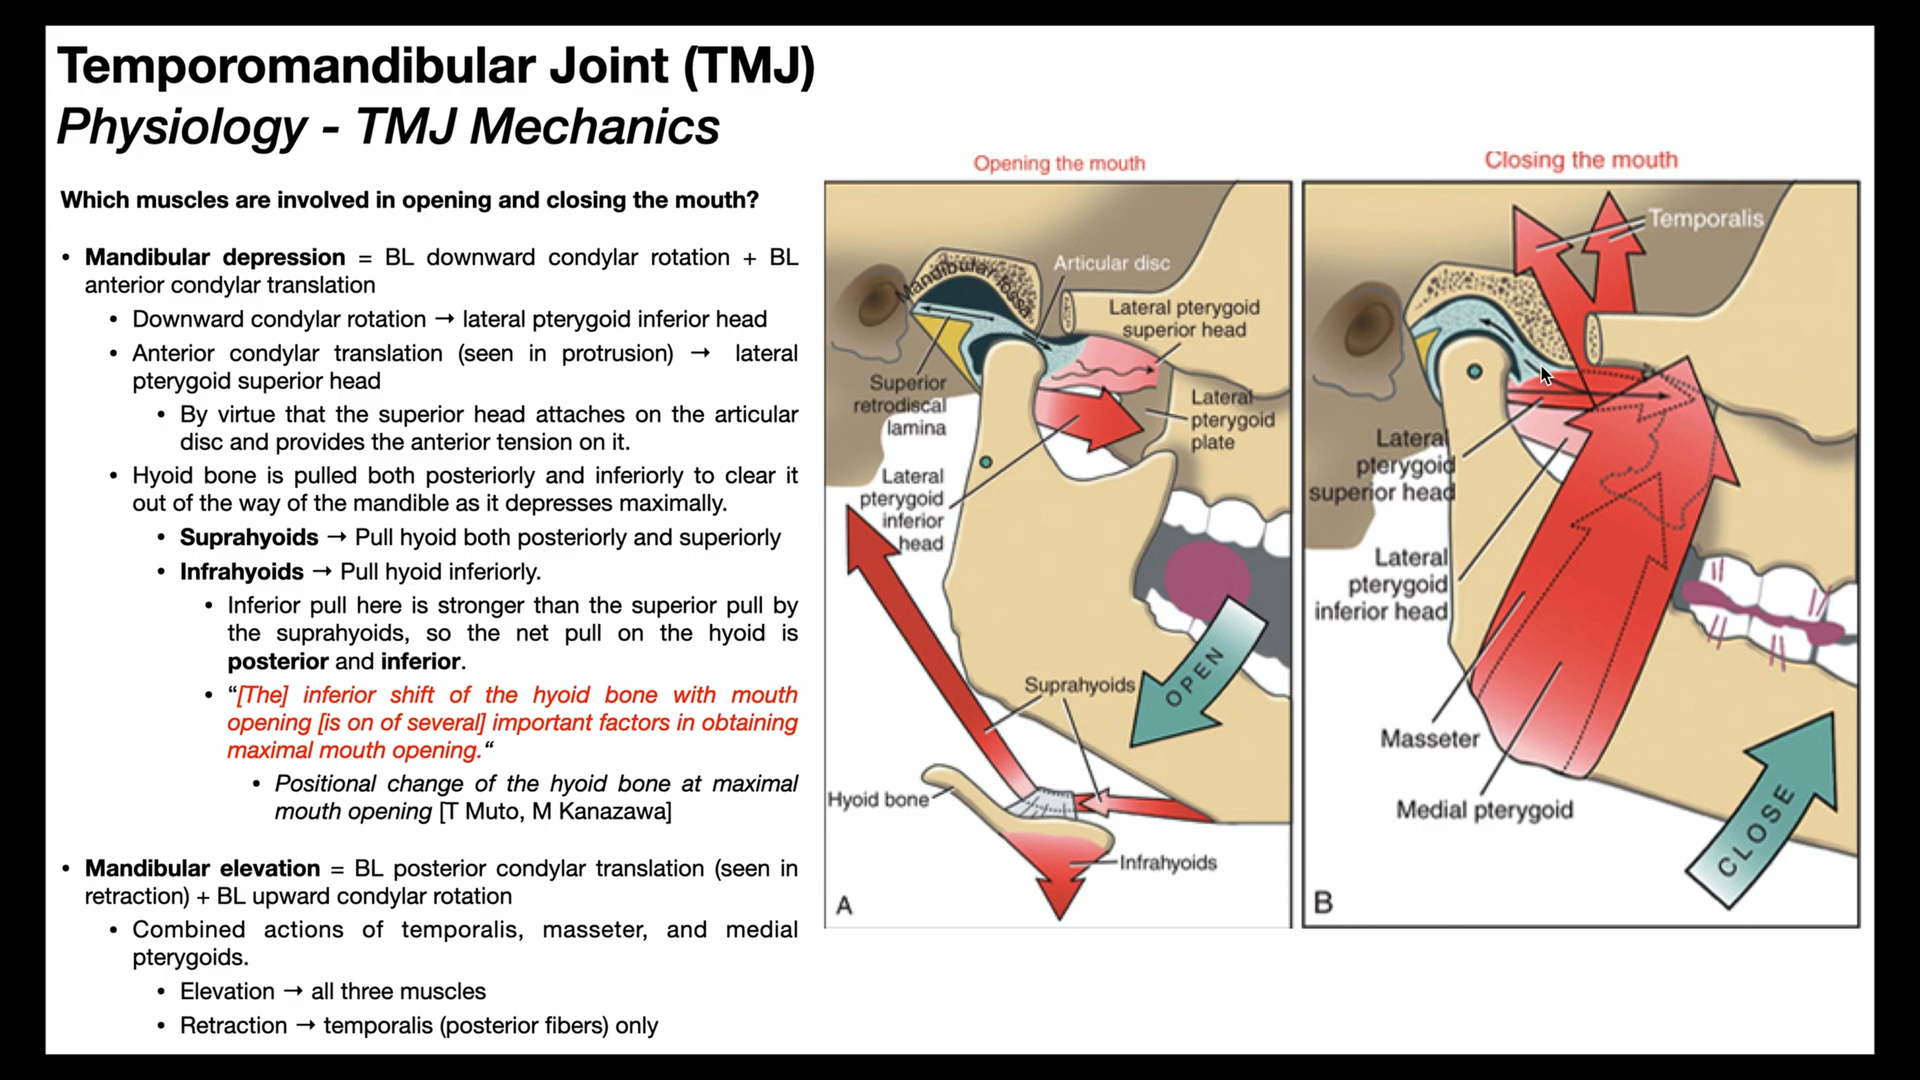 Temporomandibular Joint (TMJ)
Physiology - TMJ Mechanics
Which muscles are involved in opening and closing the mouth?
• Mandibular depression = BL downward condylar rotation + BL
anterior condylar translation
• Downward condylar rotation → lateral pterygoid inferior head
• Anterior condylar translation (seen in protrusion) → lateral
pterygoid superior head
• By virtue that the superior head attaches on the articular
disc and provides the anterior tension on it.
• Hyoid bone is pulled both posteriorly and inferiorly to clear it
out of the way of the mandible as it depresses maximally.
• Suprahyoids → Pull hyoid both posteriorly and superiorly
• Infrahyoids → Pull hyoid inferiorly.
• Inferior pull here is stronger than the superior pull by
the suprahyoids, so the net pull on the hyoid is
posterior and inferior.
• “[The] inferior shift of the hyoid bone with mouth
opening [is on of several] important factors in obtaining
maximal mouth opening.“
• Positional change of the hyoid bone at maximal
mouth opening [T Muto, M Kanazawa]
• Mandibular elevation = BL posterior condylar translation (seen in
retraction) + BL upward condylar rotation
• Combined actions of temporalis, masseter, and medial
pterygoids.
• Elevation → all three muscles
• Retraction → temporalis (posterior fibers) only
Opening the mouth
Mandibular fossa
Articular disc
Lateral pterygoid
superior head
Superior
retrodiscal
lamina
Lateral
pterygoid
plate
Lateral
pterygoid
inferior
head
OPEN
Suprahyoids
Hyoid bone
Infrahyoids
A
Closing the mouth
Temporalis
Lateral
pterygoid
superior head
Lateral
pterygoid
inferior head
Masseter
Medial pterygoid
CLOSE
B